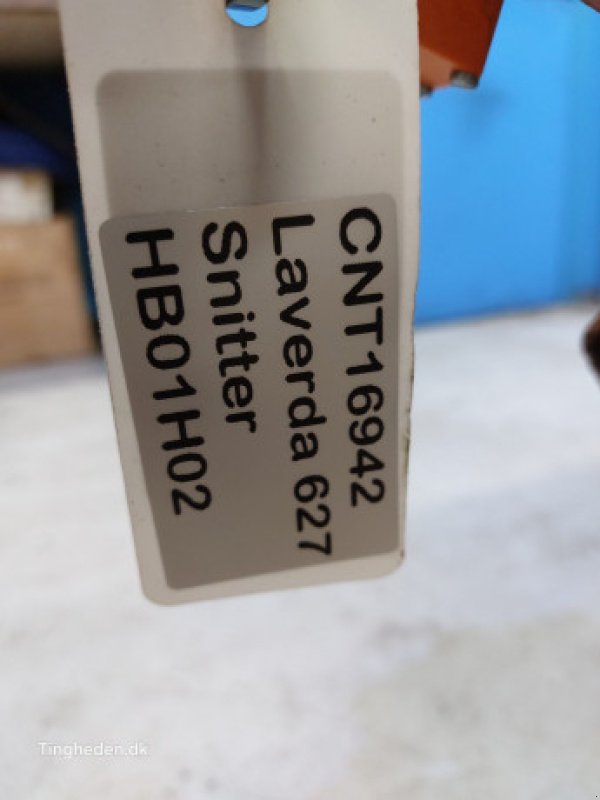 CNT16942
Laverda 627
Snitter
HB01H02
Tingheden.dk